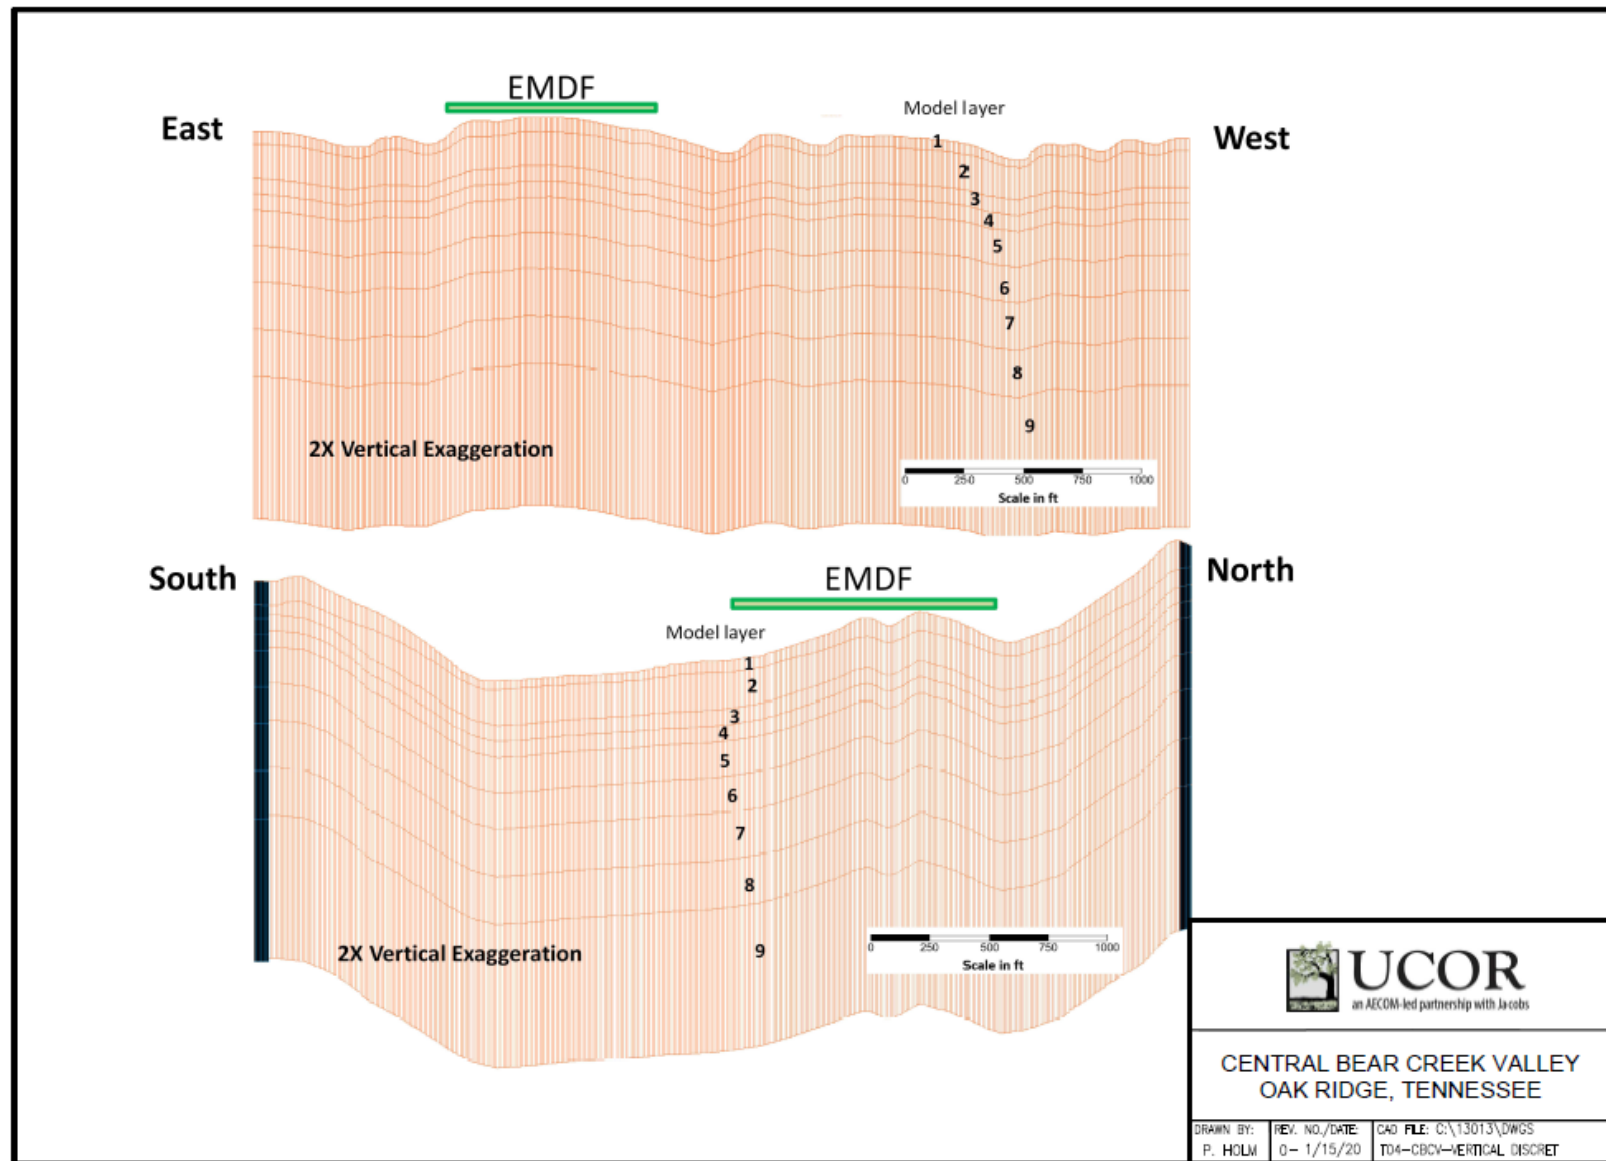 EMDF
East
Model layer
West
1
2
3
4
5
6
7
8
9
2X Vertical Exaggeration
0 250 500 750 1000
Scale in ft
South
EMDF
North
Model layer
1
2
3
4
5
6
7
8
9
2X Vertical Exaggeration
0 250 500 750 1000
Scale in ft
UCOR
an AECOM-led partnership with Jacobs
CENTRAL BEAR CREEK VALLEY
OAK RIDGE, TENNESSEE
DRAWN BY: REV. NO./DATE: CAD FILE: C:\13013\DWGS
P. HOLM 0- 1/15/20 T04-CBCV-VERTICAL DISCRET